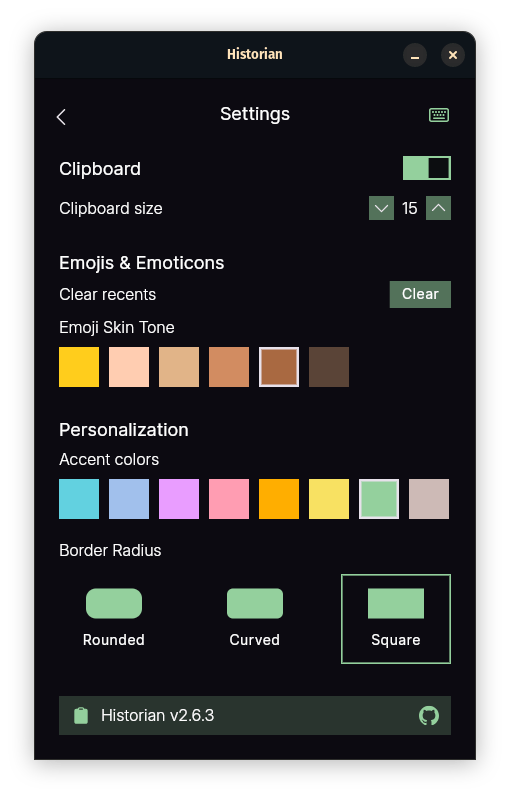 Historian
Settings
Clipboard
Clipboard size 15
Emojis & Emoticons
Clear recents Clear
Emoji Skin Tone
Personalization
Accent colors
Border Radius
Rounded Curved Square
Historian v2.6.3